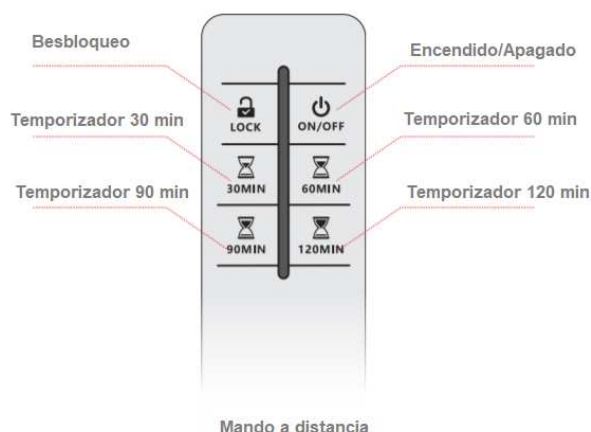 Besbloqueo
Encendido/Apagado
LOCK
ON/OFF
Temporizador 30 min
Temporizador 60 min
30MIN
60MIN
Temporizador 90 min
Temporizador 120 min
90MIN
120MIN
Mando a distancia